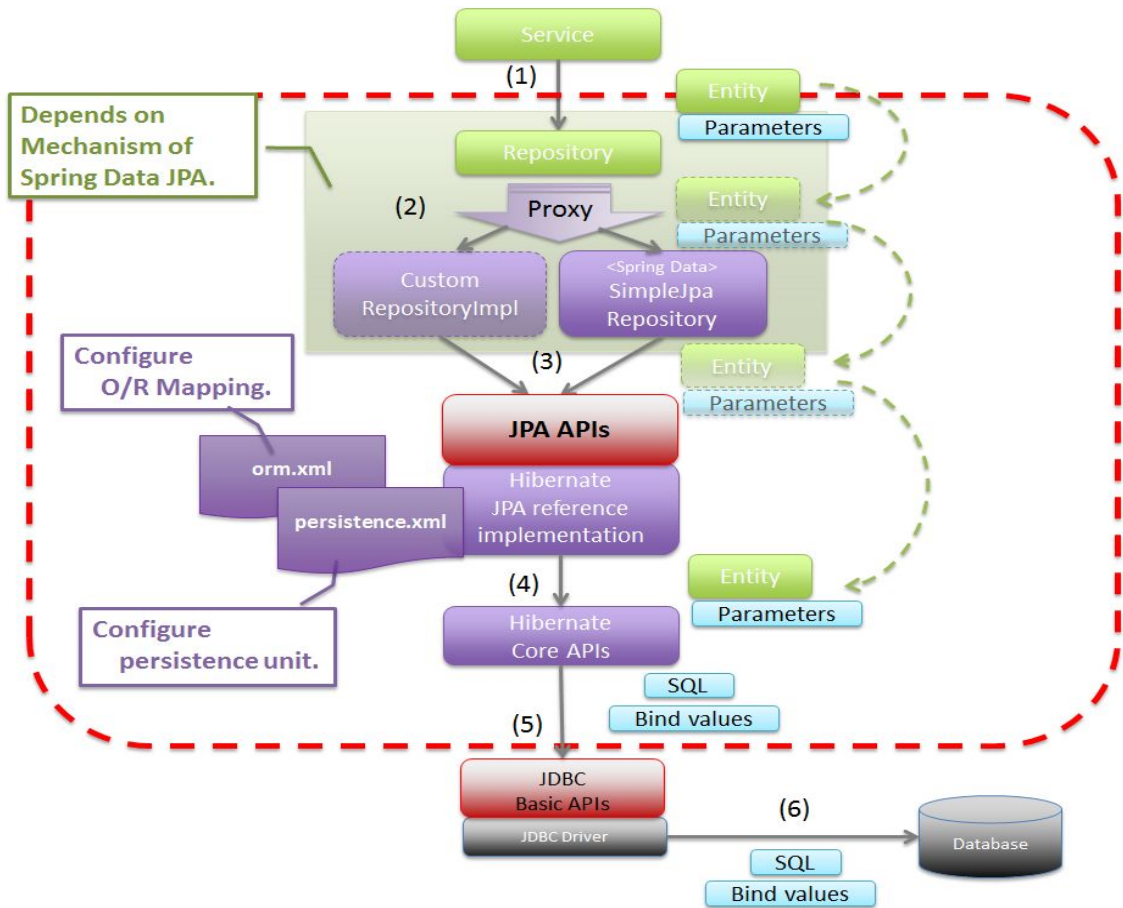 Service
(1)
Entity
Parameters
Depends on
Mechanism of
Spring Data JPA.
Repository
(2)
Proxy
Entity
Parameters
Custom
RepositoryImpl
<Spring Data>
SimpleJpa
Repository
(3)
Entity
Parameters
Configure
O/R Mapping.
JPA APIs
orm.xml
persistence.xml
Hibernate
JPA reference
implementation
(4)
Entity
Parameters
Configure
persistence unit.
Hibernate
Core APIs
SQL
Bind values
(5)
JDBC
Basic APIs
JDBC Driver
(6)
Database
SQL
Bind values